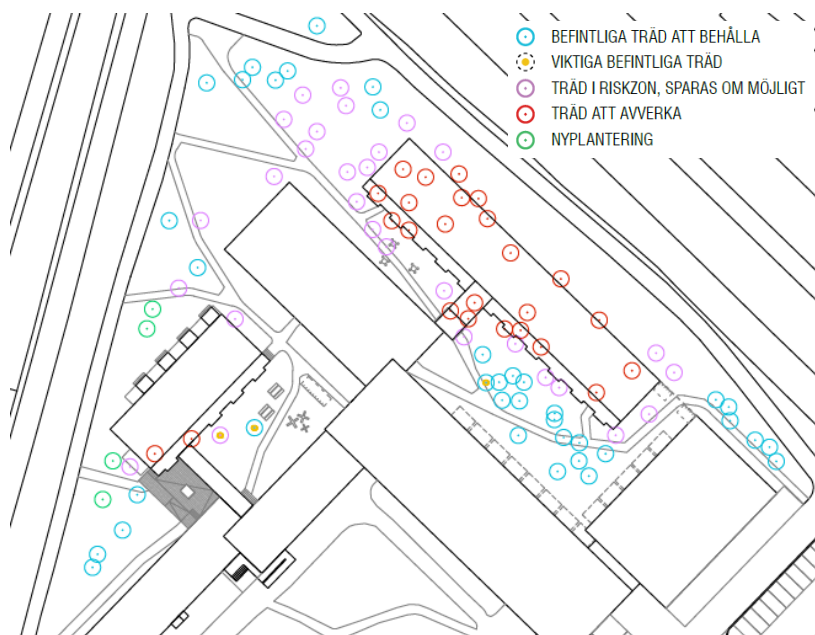 BEFINTLIGA TRÄD ATT BEHÅLLA
VIKTIGA BEFINTLIGA TRÄD
TRÄD I RISKZON, SPARAS OM MÖJLIGT
TRÄD ATT AVVERKA
NYPLANTERING